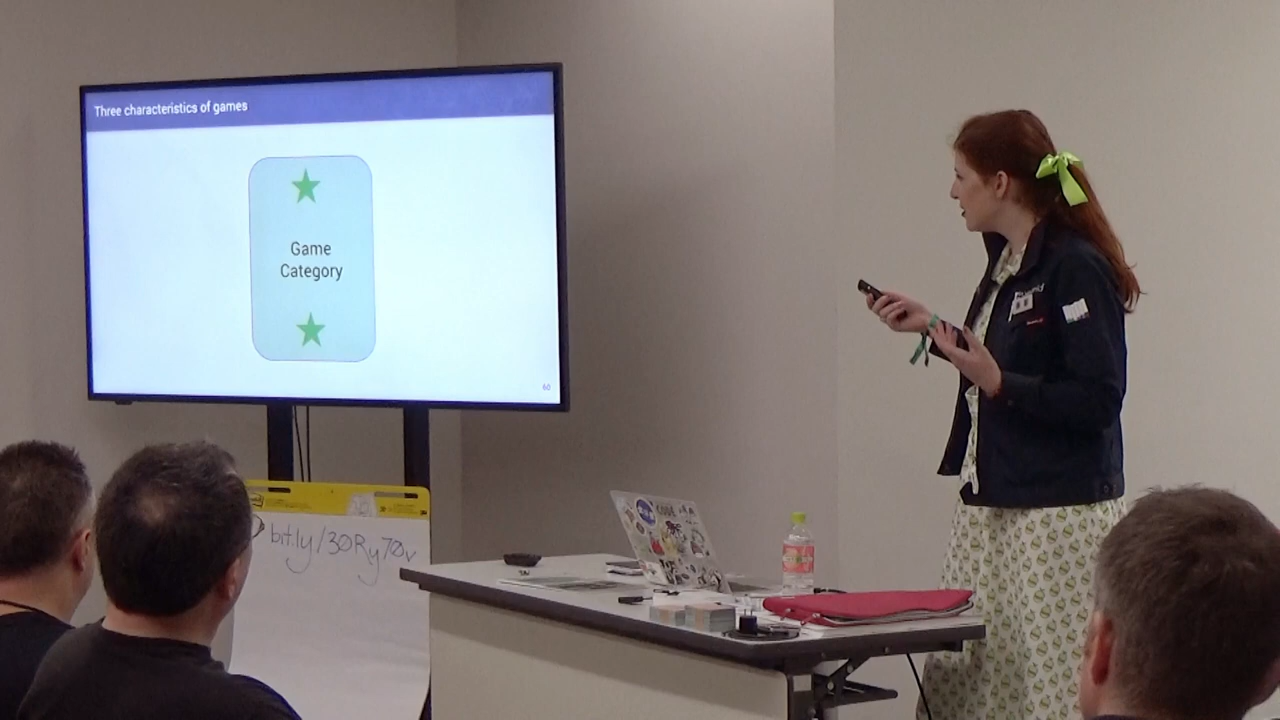 Three characteristics of games
Game
Category
60
bit.ly/30Ry70v